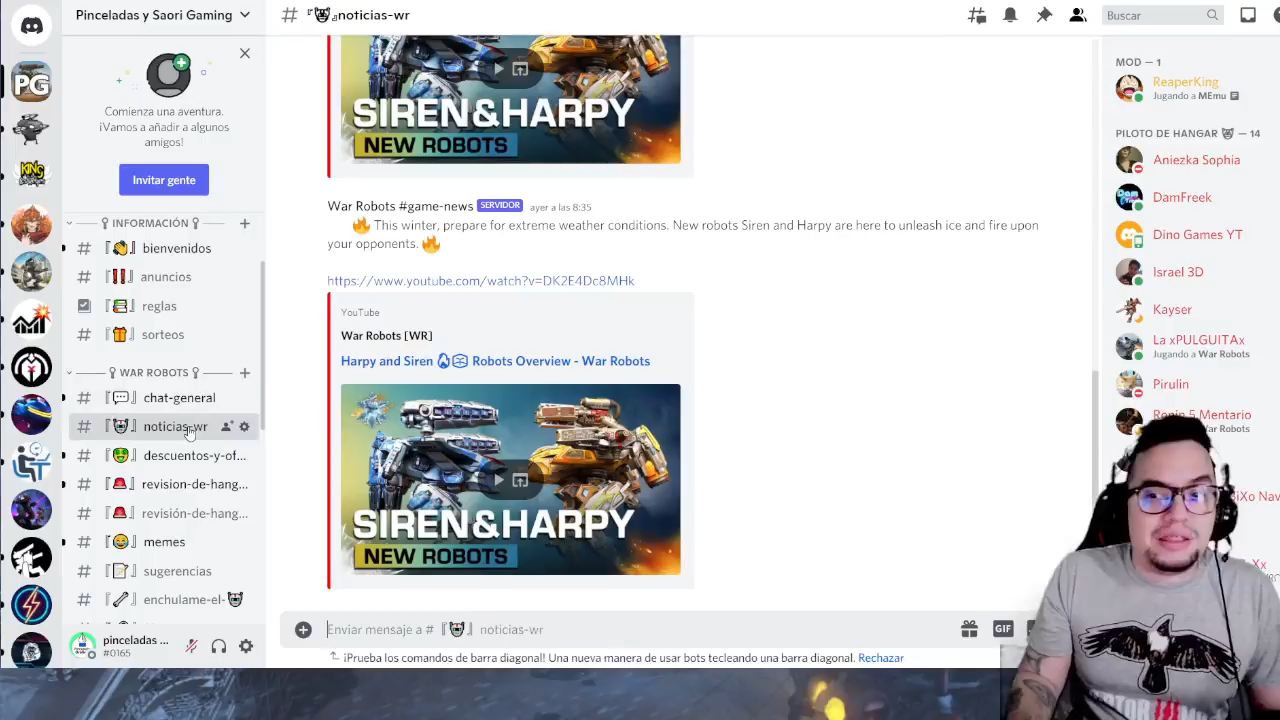 Pinceladas y Saori Gaming
Comienza una aventura.
¡Vamos a añadir a algunos
amigos!
Invitar gente
INFORMACIÓN
bienvenidos
anuncios
reglas
sorteos
WAR ROBOTS
chat-general
noticias-wr
descuentos-y-of...
revision-de-hang...
revisión-de-hang...
memes
sugerencias
enchulame-el-
pinceladas ...
#0165
# 『🐻』noticias-wr
Buscar
SIREN&HARPY
NEW ROBOTS
War Robots #game-news SERVIDOR ayer a las 8:35
🔥 This winter, prepare for extreme weather conditions. New robots Siren and Harpy are here to unleash ice and fire upon
your opponents. 🔥
https://www.youtube.com/watch?v=DK2E4Dc8MHk
YouTube
War Robots [WR]
Harpy and Siren Robots Overview - War Robots
SIREN&HARPY
NEW ROBOTS
Enviar mensaje a # 『🐻』 noticias-wr
GIF
¡Prueba los comandos de barra diagonal! Una nueva manera de usar bots tecleando una barra diagonal. Rechazar
MOD — 1
ReaperKing
Jugando a MEmu
PILOTO DE HANGAR — 14
Aniezka Sophia
DamFreek
Dino Games YT
Israel 3D
Kayser
La xPULGUITAx
Jugando a War Robots
Pirulin
Ronin 5 Mentario
War Robots
PG
KING